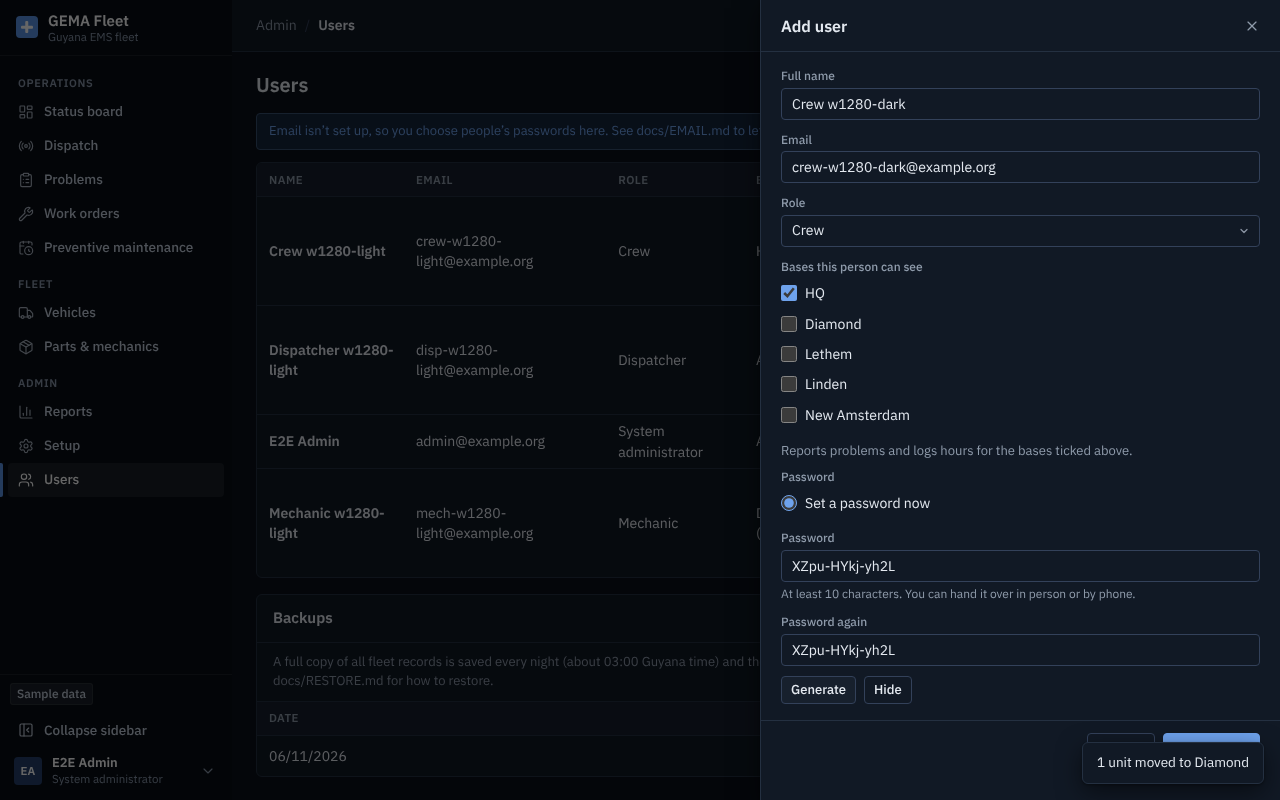 GEMA Fleet
Guyana EMS fleet
Admin / Users
Add user
OPERATIONS
Status board
Dispatch
Problems
Work orders
Preventive maintenance
FLEET
Vehicles
Parts & mechanics
ADMIN
Reports
Setup
Users
Sample data
Collapse sidebar
EA
E2E Admin
System administrator
Users
Email isn't set up, so you choose people's passwords here. See docs/EMAIL.md to
NAME EMAIL ROLE
Crew w1280-light crew-w1280-
light@example.org Crew
Dispatcher w1280-
light disp-w1280-
light@example.org Dispatcher
E2E Admin admin@example.org System
administrator
Mechanic w1280-
light mech-w1280-
light@example.org Mechanic
Backups
A full copy of all fleet records is saved every night (about 03:00 Guyana time) and
docs/RESTORE.md for how to restore.
DATE
06/11/2026
Full name
Crew w1280-dark
Email
crew-w1280-dark@example.org
Role
Crew
Bases this person can see
HQ
Diamond
Lethem
Linden
New Amsterdam
Reports problems and logs hours for the bases ticked above.
Password
Set a password now
Password
XZpu-HYkj-yh2L
At least 10 characters. You can hand it over in person or by phone.
Password again
XZpu-HYkj-yh2L
Generate Hide
1 unit moved to Diamond